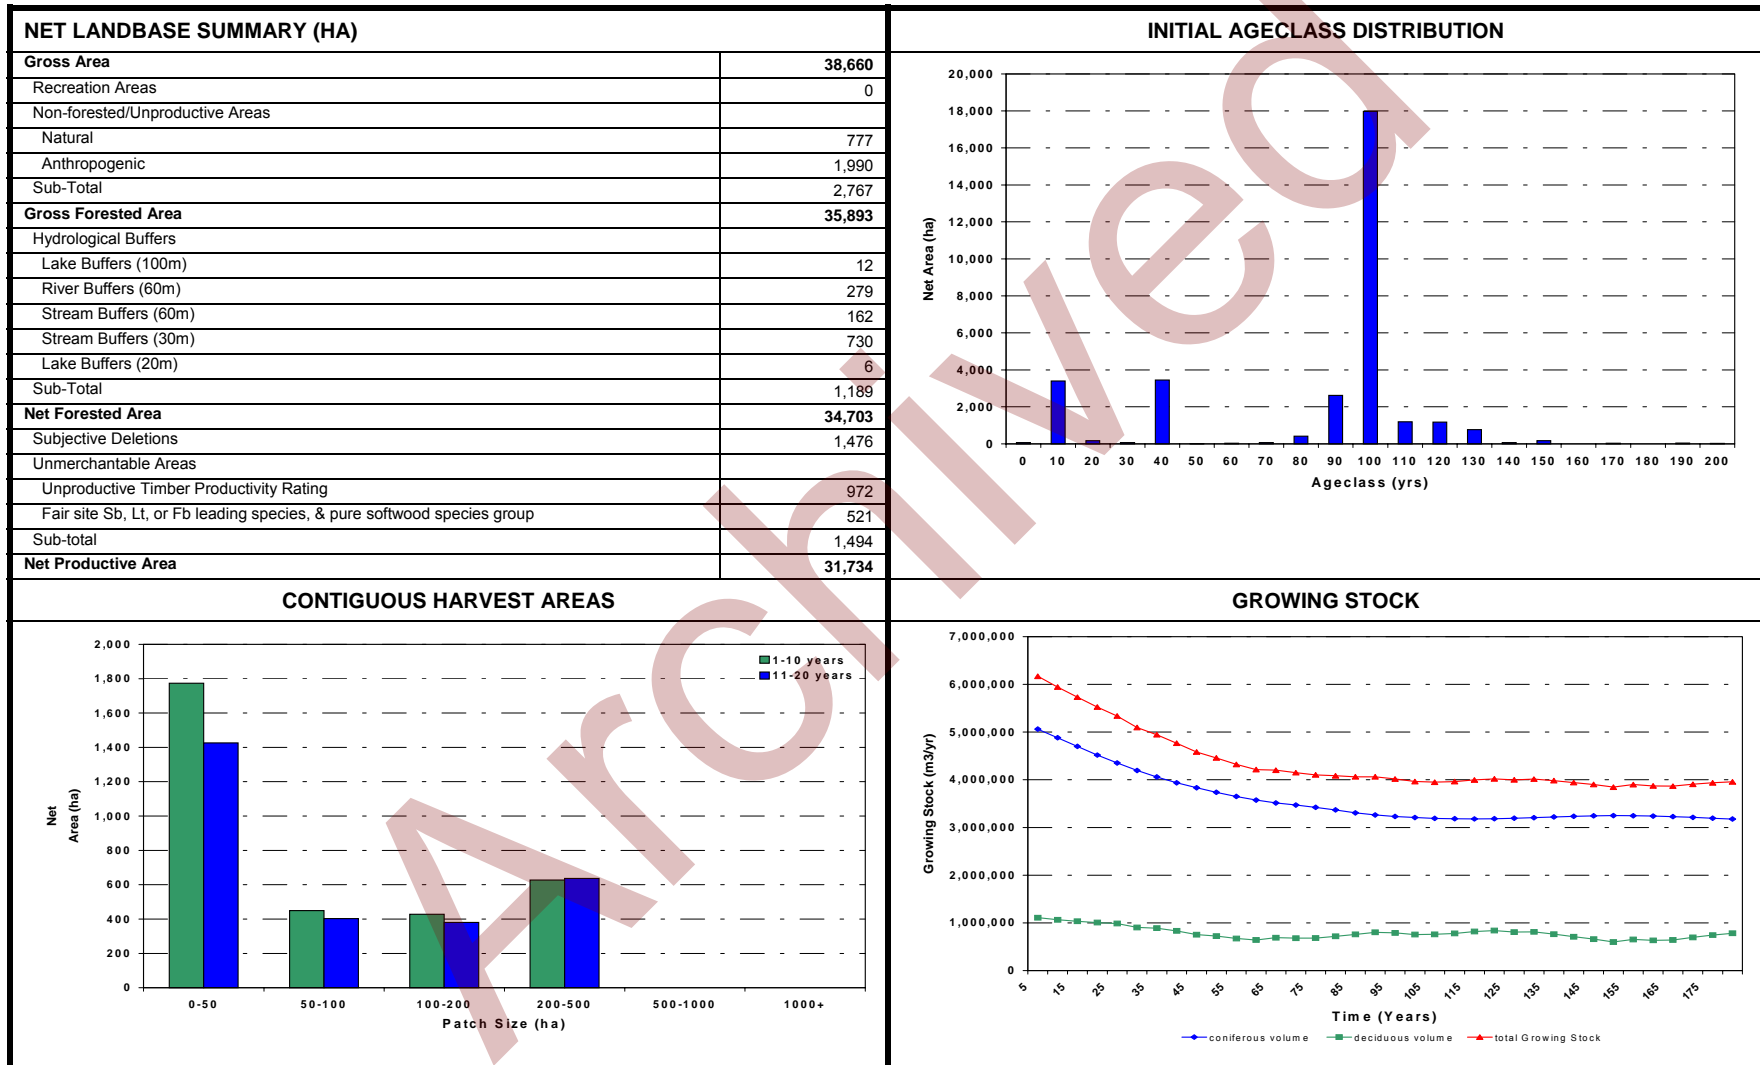 NET LANDBASE SUMMARY (HA)
Gross Area 38,660
Recreation Areas 0
Non-forested/Unproductive Areas
Natural 777
Anthropogenic 1,990
Sub-Total 2,767
Gross Forested Area 35,893
Hydrological Buffers
Lake Buffers (100m) 12
River Buffers (60m) 279
Stream Buffers (60m) 162
Stream Buffers (30m) 730
Lake Buffers (20m) 6
Sub-Total 1,189
Net Forested Area 34,703
Subjective Deletions 1,476
Unmerchantable Areas
Unproductive Timber Productivity Rating 972
Fair site Sb, Lt, or Fb leading species, & pure softwood species group 521
Sub-total 1,494
Net Productive Area 31,734
INITIAL AGECLASS DISTRIBUTION
20,000
18,000
16,000
14,000
12,000
10,000
8,000
6,000
4,000
2,000
0
Net Area (ha)
0 10 20 30 40 50 60 70 80 90 100 110 120 130 140 150 160 170 180 190 200
Ageclass (yrs)
CONTIGUOUS HARVEST AREAS
2,000
1,800
1,600
1,400
1,200
1,000
800
600
400
200
0
Net
Area (ha)
1-10 years
11-20 years
0-50 50-100 100-200 200-500 500-1000 1000+
Patch Size (ha)
GROWING STOCK
7,000,000
6,000,000
5,000,000
4,000,000
3,000,000
2,000,000
1,000,000
0
Growing Stock (m3/yr)
5 15 25 35 45 55 65 75 85 95 105 115 125 135 145 155 165 175
Time (Years)
coniferous volume deciduous volume total Growing Stock
Archived